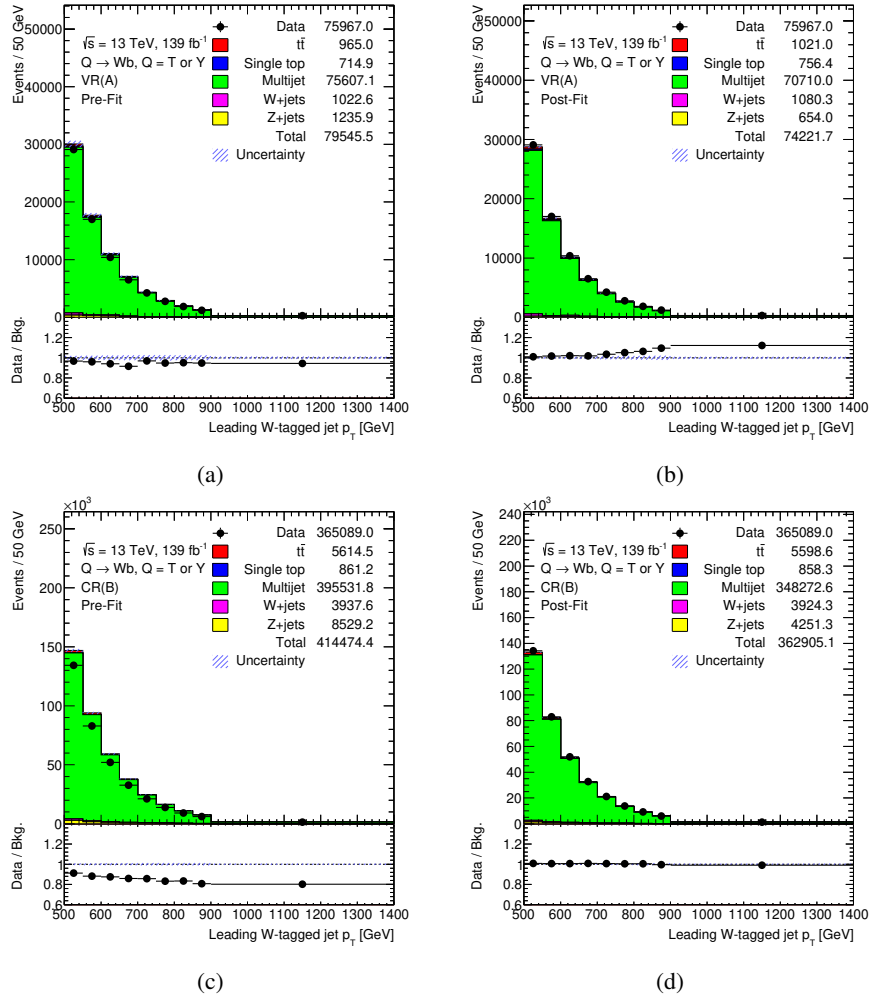 Events / 50 GeV
50000
40000
30000
20000
10000
0
√s = 13 TeV, 139 fb-1
Q → Wb, Q = T or Y
VR(A)
Pre-Fit
Data 75967.0
tt̄ 965.0
Single top 714.9
Multijet 75607.1
W+jets 1022.6
Z+jets 1235.9
Total 79545.5
Uncertainty
Data / Bkg.
1.2
1
0.8
0.6
500 600 700 800 900 1000 1100 1200 1300 1400
Leading W-tagged jet pT [GeV]
(a)
Events / 50 GeV
50000
40000
30000
20000
10000
0
√s = 13 TeV, 139 fb-1
Q → Wb, Q = T or Y
VR(A)
Post-Fit
Data 75967.0
tt̄ 1021.0
Single top 756.4
Multijet 70710.0
W+jets 1080.3
Z+jets 654.0
Total 74221.7
Uncertainty
Data / Bkg.
1.2
1
0.8
0.6
500 600 700 800 900 1000 1100 1200 1300 1400
Leading W-tagged jet pT [GeV]
(b)
×10³
Events / 50 GeV
250
200
150
100
50
0
√s = 13 TeV, 139 fb-1
Q → Wb, Q = T or Y
CR(B)
Pre-Fit
Data 365089.0
tt̄ 5614.5
Single top 861.2
Multijet 395531.8
W+jets 3937.6
Z+jets 8529.2
Total 414474.4
Uncertainty
Data / Bkg.
1.2
1
0.8
0.6
500 600 700 800 900 1000 1100 1200 1300 1400
Leading W-tagged jet pT [GeV]
(c)
×10³
Events / 50 GeV
240
220
200
180
160
140
120
100
80
60
40
20
0
√s = 13 TeV, 139 fb-1
Q → Wb, Q = T or Y
CR(B)
Post-Fit
Data 365089.0
tt̄ 5598.6
Single top 858.3
Multijet 348272.6
W+jets 3924.3
Z+jets 4251.3
Total 362905.1
Uncertainty
Data / Bkg.
1.2
1
0.8
0.6
500 600 700 800 900 1000 1100 1200 1300 1400
Leading W-tagged jet pT [GeV]
(d)